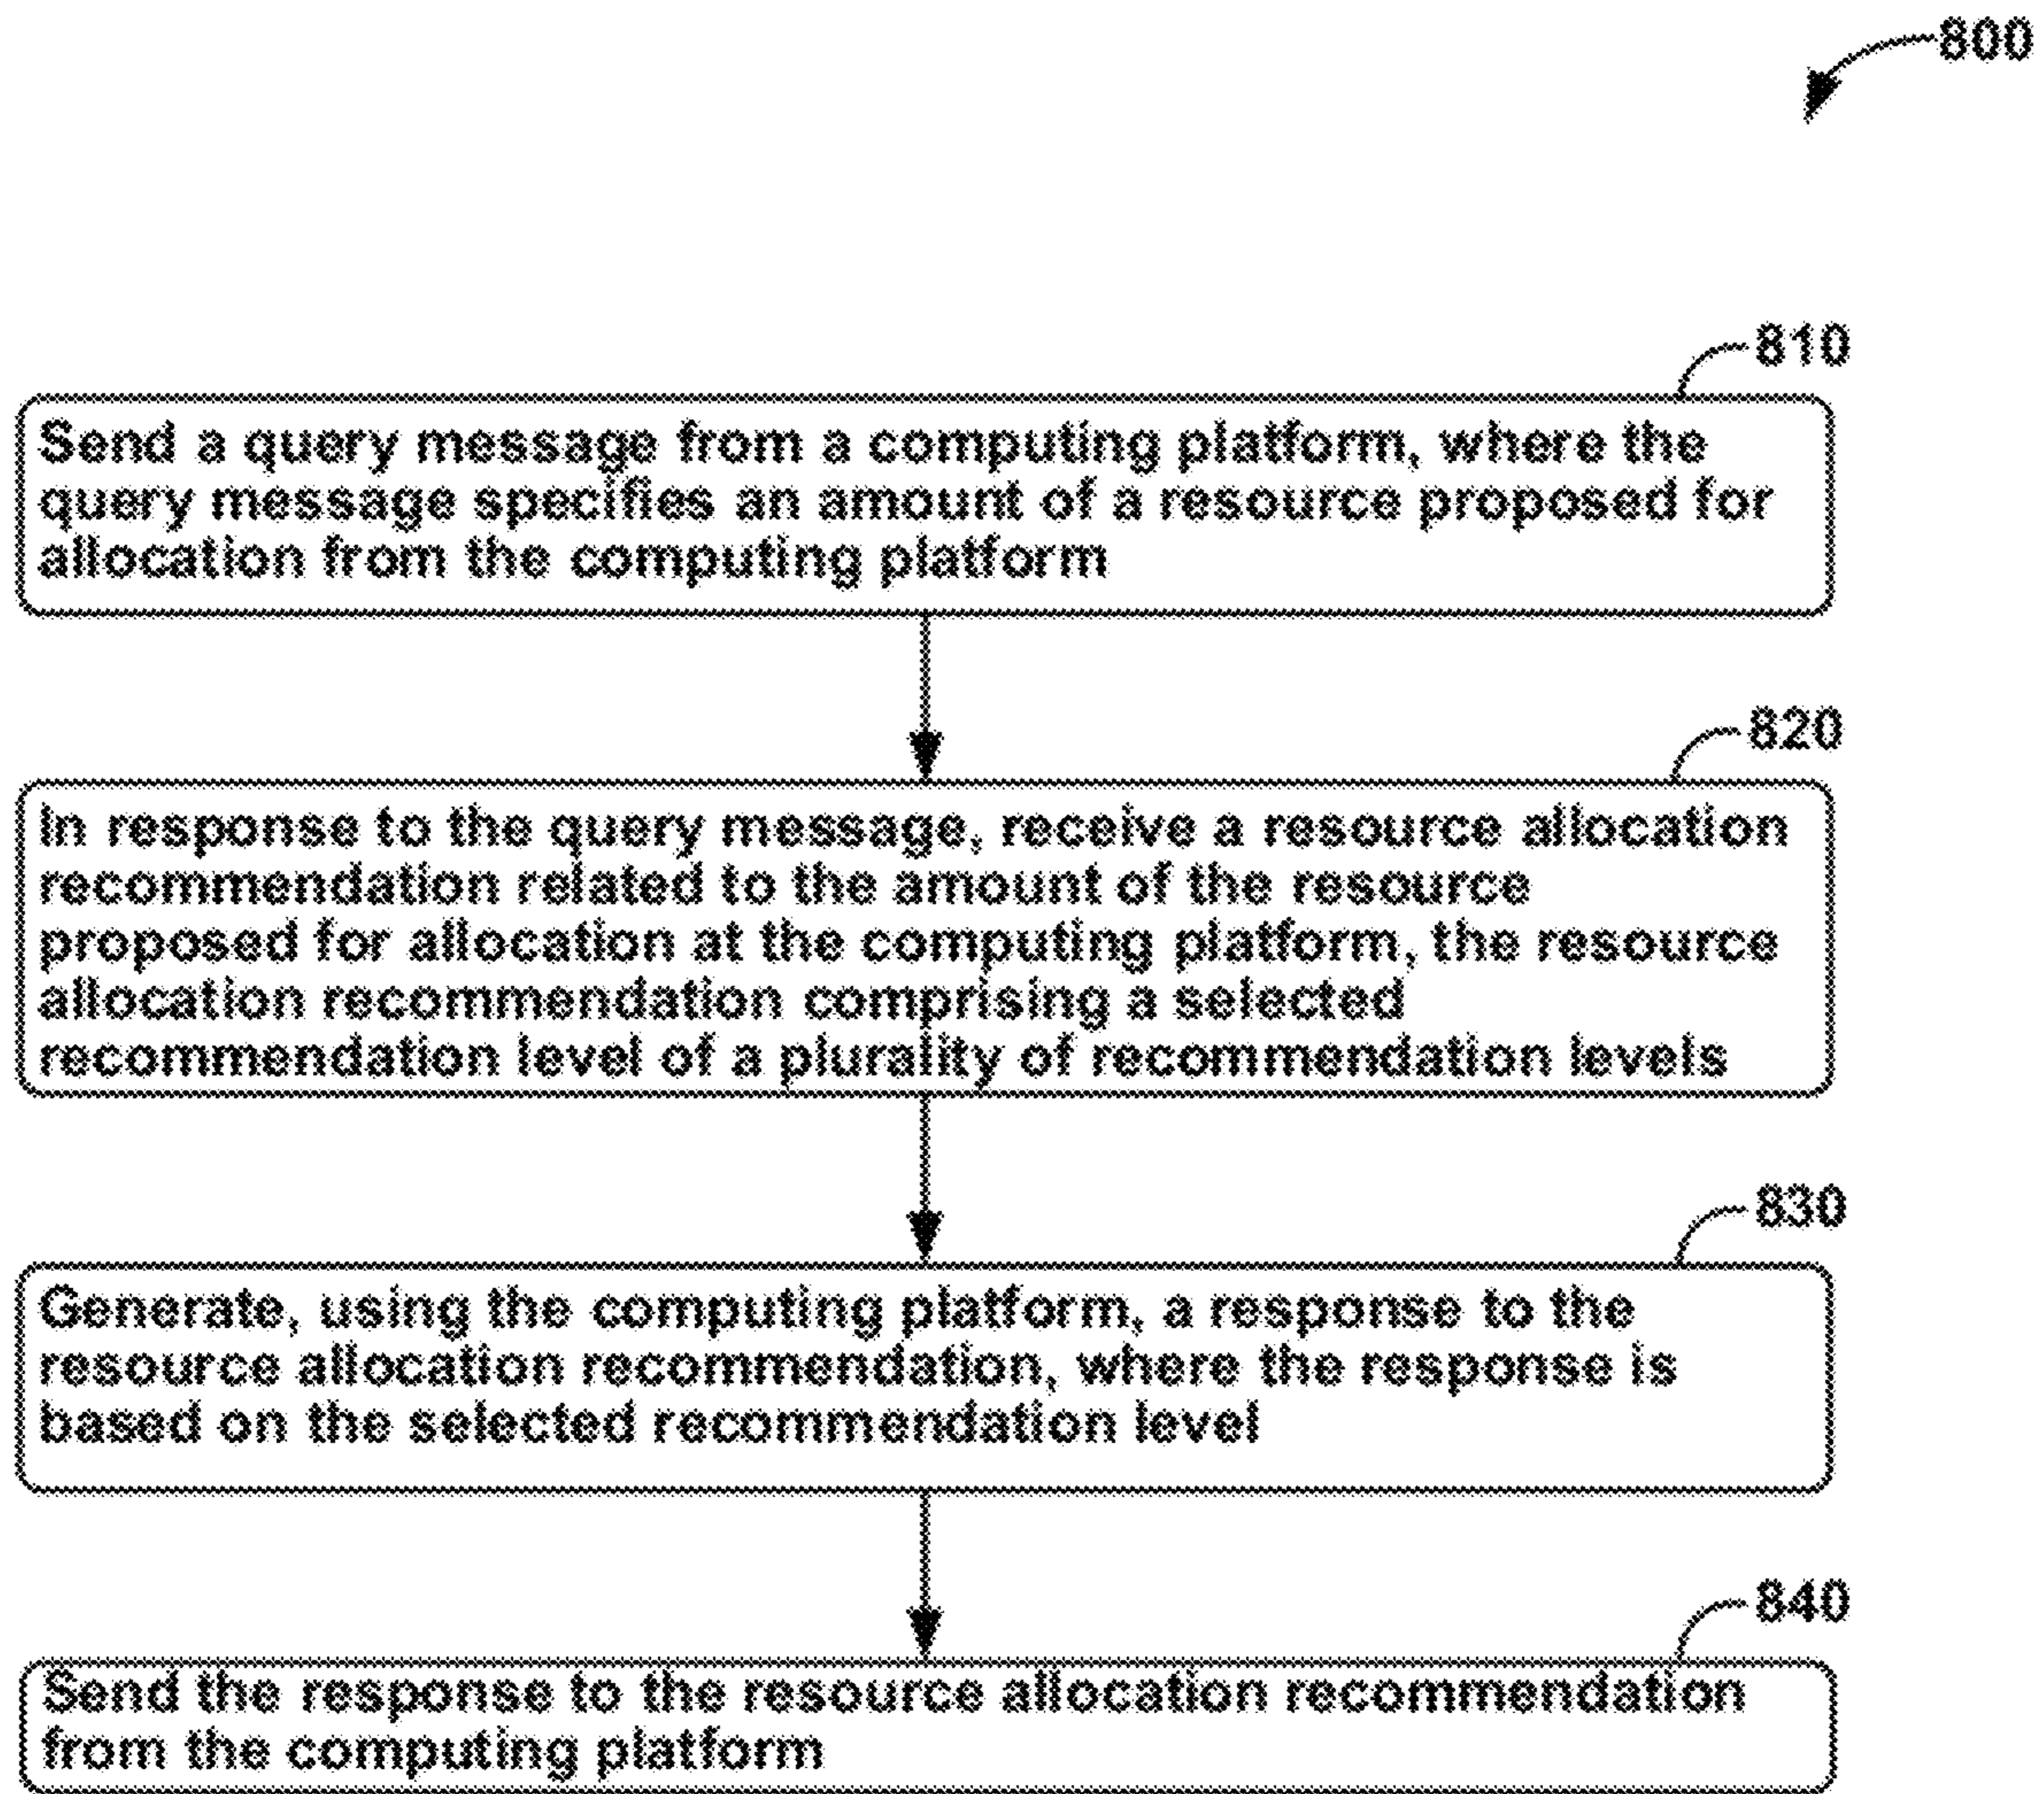 800
810
Send a query message from a computing platform, where the
query message specifies an amount of a resource proposed for
allocation from the computing platform
820
In response to the query message, receive a resource allocation
recommendation related to the amount of the resource
proposed for allocation at the computing platform, the resource
allocation recommendation comprising a selected
recommendation level of a plurality of recommendation levels
830
Generate, using the computing platform, a response to the
resource allocation recommendation, where the response is
based on the selected recommendation level
840
Send the response to the resource allocation recommendation
from the computing platform